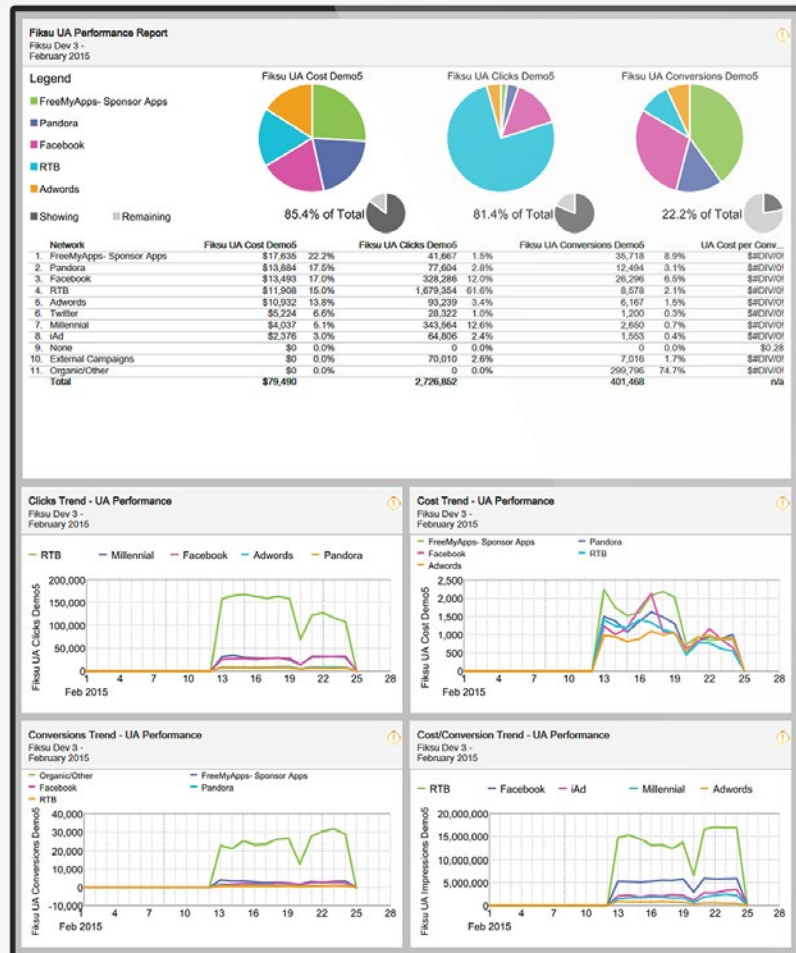 Fiksu UA Performance Report
Fiksu Dev 3 -
February 2015
Legend
FreeMyApps- Sponsor Apps
Pandora
Facebook
RTB
Adwords
Showing Remaining
Fiksu UA Cost Demo5
85.4% of Total
Fiksu UA Clicks Demo5
81.4% of Total
Fiksu UA Conversions Demo5
22.2% of Total
Network Fiksu UA Cost Demo5 Fiksu UA Clicks Demo5 Fiksu UA Conversions Demo5 UA Cost per Conv...
1. FreeMyApps- Sponsor Apps $17,635 22.2% 41,667 1.5% 35,718 8.9% $#DIV/0!
2. Pandora $13,884 17.5% 77,604 2.8% 12,494 3.1% $#DIV/0!
3. Facebook $13,493 17.0% 328,286 12.0% 26,296 6.5% $#DIV/0!
4. RTB $11,908 15.0% 1,679,354 61.6% 8,578 2.1% $#DIV/0!
5. Adwords $10,932 13.8% 93,239 3.4% 6,167 1.5% $#DIV/0!
6. Twitter $5,224 6.6% 28,322 1.0% 1,200 0.3% $#DIV/0!
7. Millennial $4,037 5.1% 343,564 12.6% 2,650 0.7% $#DIV/0!
8. iAd $2,376 3.0% 64,806 2.4% 1,553 0.4% $#DIV/0!
9. None $0 0.0% 0 0.0% 0 0.0% $0.28
10. External Campaigns $0 0.0% 70,010 2.6% 7,016 1.7% $#DIV/0!
11. Organic/Other $0 0.0% 0 0.0% 299,796 74.7% $#DIV/0!
Total $79,490 2,726,852 401,468 n/a
Clicks Trend - UA Performance
Fiksu Dev 3 -
February 2015
RTB Millennial Facebook Adwords Pandora
Fiksu UA Clicks Demo5
200,000
150,000
100,000
50,000
0
1 4 7 10 13 16 19 22 25 28
Feb 2015
Cost Trend - UA Performance
Fiksu Dev 3 -
February 2015
FreeMyApps- Sponsor Apps Pandora
Facebook RTB
Adwords
Fiksu UA Cost Demo5
2,500
2,000
1,500
1,000
500
0
1 4 7 10 13 16 19 22 25 28
Feb 2015
Conversions Trend - UA Performance
Fiksu Dev 3 -
February 2015
Organic/Other FreeMyApps- Sponsor Apps
Facebook Pandora
RTB
Fiksu UA Conversions Demo5
40,000
30,000
20,000
10,000
0
-10,000
1 4 7 10 13 16 19 22 25 28
Feb 2015
Cost/Conversion Trend - UA Performance
Fiksu Dev 3 -
February 2015
RTB Facebook iAd Millennial Adwords
Fiksu UA Impressions Demo5
20,000,000
15,000,000
10,000,000
5,000,000
0
1 4 7 10 13 16 19 22 25 28
Feb 2015